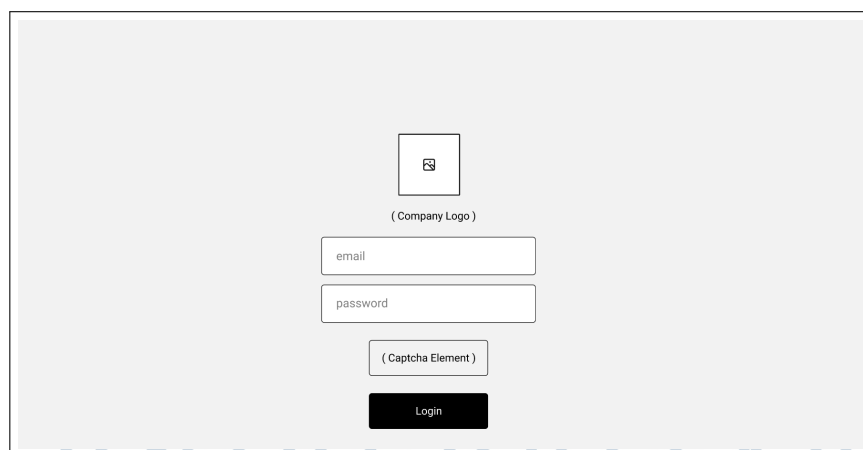 ( Company Logo )
email
password
( Captcha Element )
Login